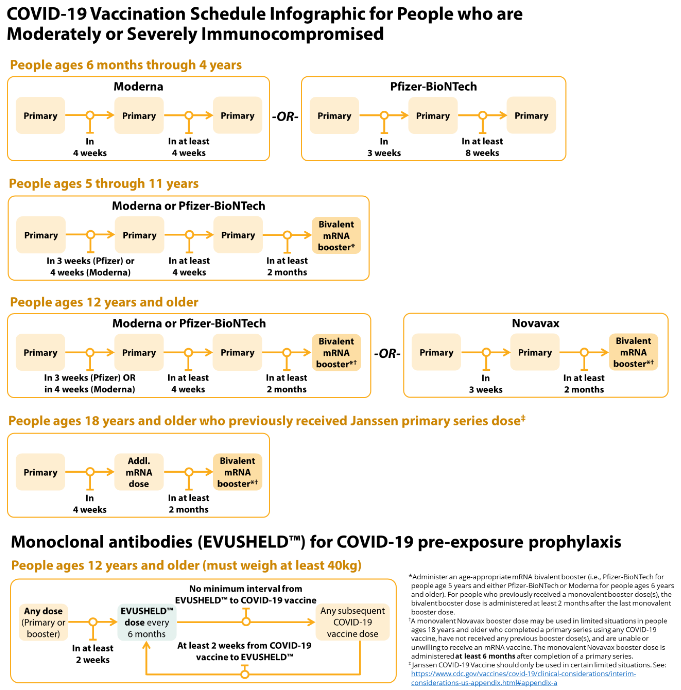 COVID-19 Vaccination Schedule Infographic for People who are
Moderately or Severely Immunocompromised
People ages 6 months through 4 years
Moderna
Primary
Primary
Primary
In
4 weeks
In at least
4 weeks
-OR-
Pfizer-BioNTech
Primary
Primary
Primary
In
3 weeks
In at least
8 weeks
People ages 5 through 11 years
Moderna or Pfizer-BioNTech
Primary
Primary
Primary
Bivalent
mRNA
booster*
In 3 weeks (Pfizer) or
4 weeks (Moderna)
In at least
4 weeks
In at least
2 months
People ages 12 years and older
Moderna or Pfizer-BioNTech
Primary
Primary
Primary
Bivalent
mRNA
booster*†
In 3 weeks (Pfizer) OR
in 4 weeks (Moderna)
In at least
4 weeks
In at least
2 months
-OR-
Novavax
Primary
Primary
Bivalent
mRNA
booster*†
In
3 weeks
In at least
2 months
People ages 18 years and older who previously received Janssen primary series dose‡
Primary
Addl.
mRNA
dose
Bivalent
mRNA
booster*†
In
4 weeks
In at least
2 months
Monoclonal antibodies (EVUSHELD™) for COVID-19 pre-exposure prophylaxis
People ages 12 years and older (must weigh at least 40kg)
Any dose
(Primary or
booster)
In at least
2 weeks
EVUSHELD™
dose every
6 months
No minimum interval from
EVUSHELD™ to COVID-19 vaccine
Any subsequent
COVID-19
vaccine dose
At least 2 weeks from COVID-19
vaccine to EVUSHELD™
*Administer an age-appropriate mRNA bivalent booster (i.e., Pfizer-BioNTech for
people age 5 years and either Pfizer-BioNTech or Moderna for people ages 6 years
and older). For people who previously received a monovalent booster dose(s), the
bivalent booster dose is administered at least 2 months after the last monovalent
booster dose.
†A monovalent Novavax booster dose may be used in limited situations in people
ages 18 years and older who completed a primary series using any COVID-19
vaccine, have not received any previous booster dose(s), and are unable or
unwilling to receive an mRNA vaccine. The monovalent Novavax booster dose is
administered at least 6 months after completion of a primary series.
‡Janssen COVID-19 Vaccine should only be used in certain limited situations. See:
https://www.cdc.gov/vaccines/covid-19/clinical-considerations/interim-
considerations-us-appendix.html#appendix-a